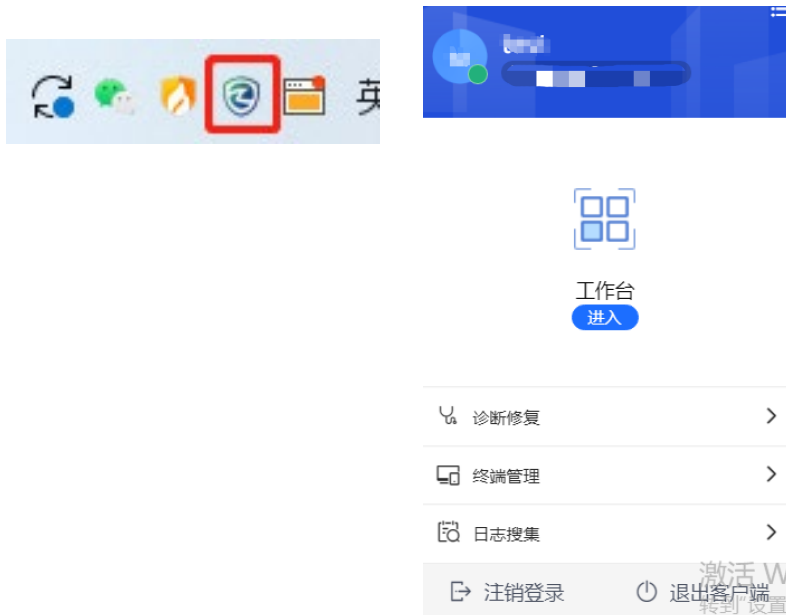 英
工作台
进入
诊断修复
终端管理
日志搜集
注销登录
退出客户端
激活 W
转到"设置